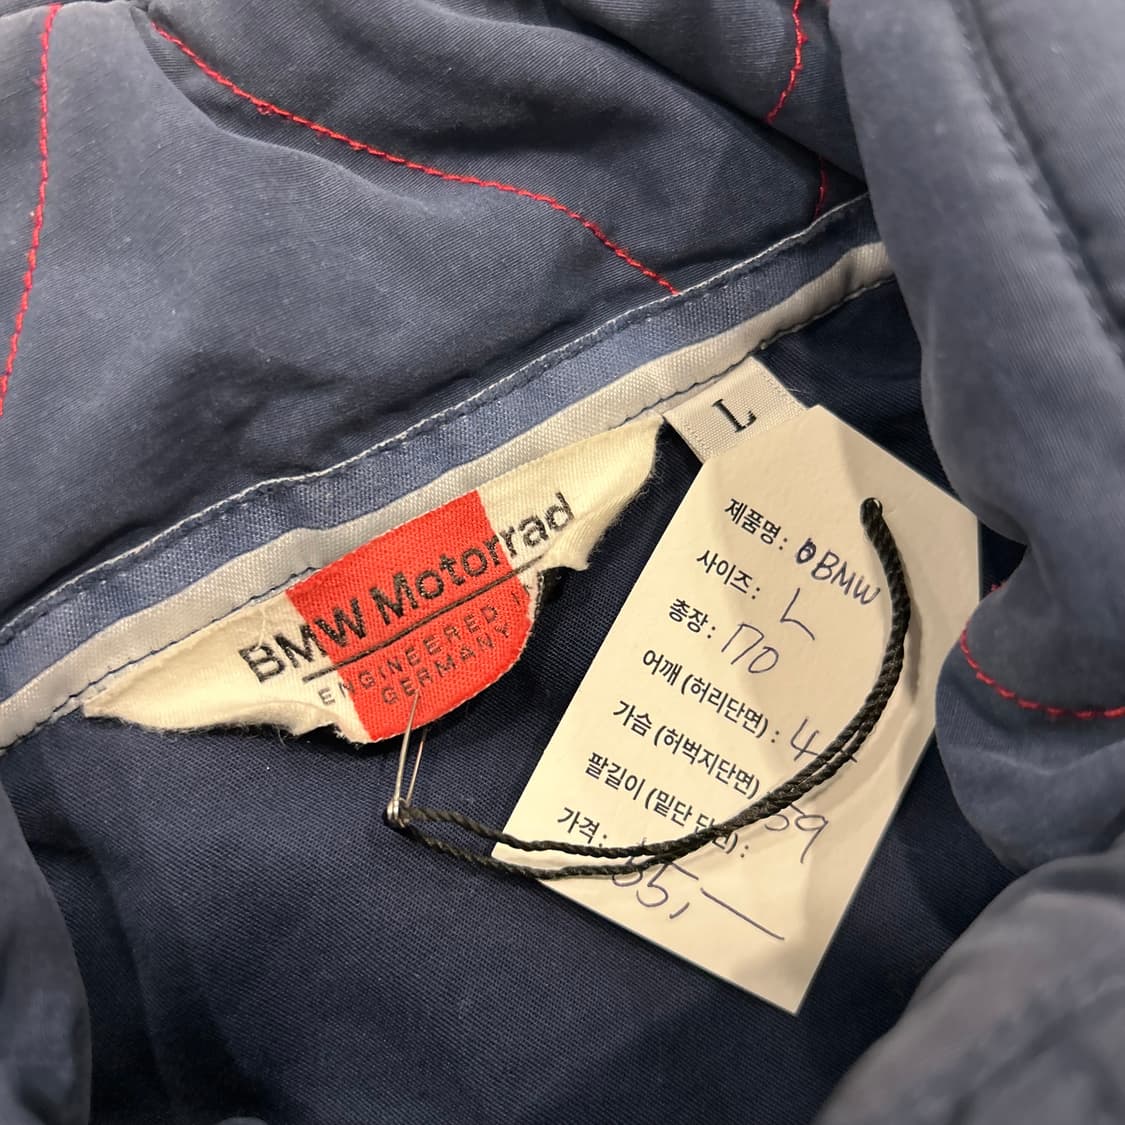 BMW Motorrad
ENGINEERED IN
GERMANY
L
제품명: BMW
사이즈: L
총장: 170
어깨 (허리단면) : 4
가슴 (허벅지단면) 59
팔길이 (밑단 단면) :
가격: 55,—